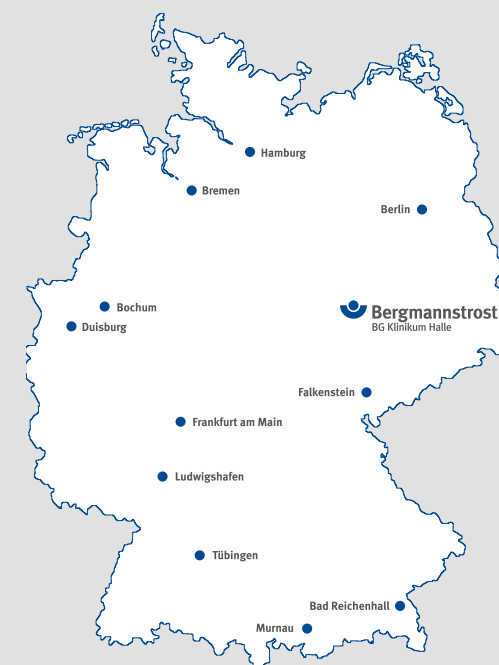 Hamburg
Bremen
Berlin
Bochum
Bergmannstrost
BG Klinikum Halle
Duisburg
Falkenstein
Frankfurt am Main
Ludwigshafen
Tübingen
Bad Reichenhall
Murnau